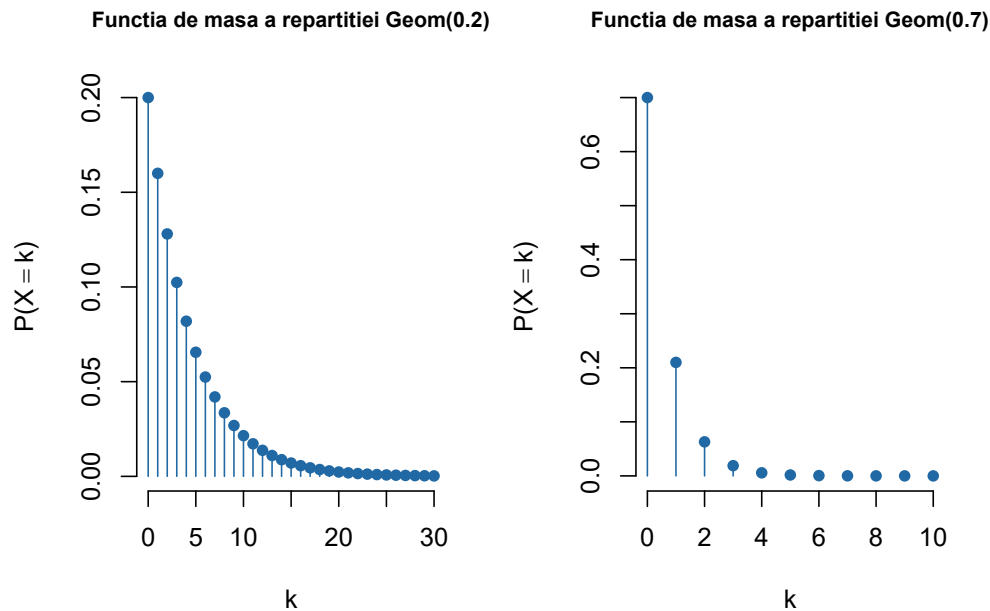 Functia de masa a repartitiei Geom(0.2)
P(X = k)
0.20
0.15
0.10
0.05
0.00
0 5 10 20 30
k
Functia de masa a repartitiei Geom(0.7)
P(X = k)
0.6
0.4
0.2
0.0
0 2 4 6 8 10
k